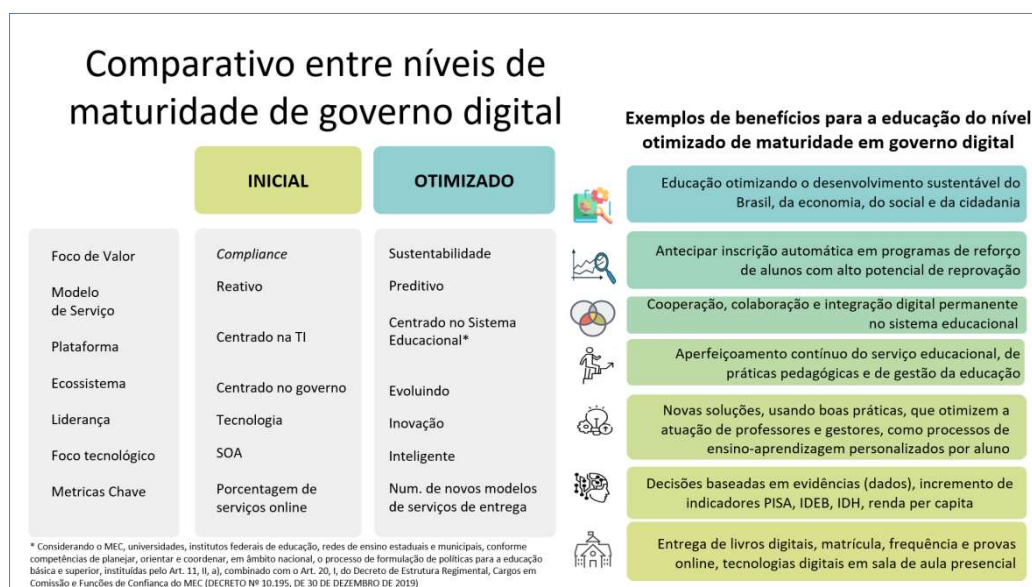 Comparativo entre níveis de
maturidade de governo digital
INICIAL
OTIMIZADO
Foco de Valor
Compliance
Sustentabilidade
Modelo
de Serviço
Reativo
Preditivo
Plataforma
Centrado na TI
Centrado no Sistema
Educacional*
Ecossistema
Centrado no governo
Evoluindo
Liderança
Tecnologia
Inovação
Foco tecnológico
SOA
Inteligente
Metricas Chave
Porcentagem de
serviços online
Num. de novos modelos
de serviços de entrega
* Considerando o MEC, universidades, institutos federais de educação, redes de ensino estaduais e municipais, conforme
competências de planejar, orientar e coordenar, em âmbito nacional, o processo de formulação de políticas para a educação
básica e superior, instituídas pelo Art. 11, II, a), combinado com o Art. 20, I, do Decreto de Estrutura Regimental, Cargos em
Comissão e Funções de Confiança do MEC (DECRETO Nº 10.195, DE 30 DE DEZEMBRO DE 2019)
Exemplos de benefícios para a educação do nível
otimizado de maturidade em governo digital
Educação otimizando o desenvolvimento sustentável do
Brasil, da economia, do social e da cidadania
Antecipar inscrição automática em programas de reforço
de alunos com alto potencial de reprovação
Cooperação, colaboração e integração digital permanente
no sistema educacional
Aperfeiçoamento contínuo do serviço educacional, de
práticas pedagógicas e de gestão da educação
Novas soluções, usando boas práticas, que otimizem a
atuação de professores e gestores, como processos de
ensino-aprendizagem personalizados por aluno
Decisões baseadas em evidências (dados), incremento de
indicadores PISA, IDEB, IDH, renda per capita
Entrega de livros digitais, matrícula, frequência e provas
online, tecnologias digitais em sala de aula presencial